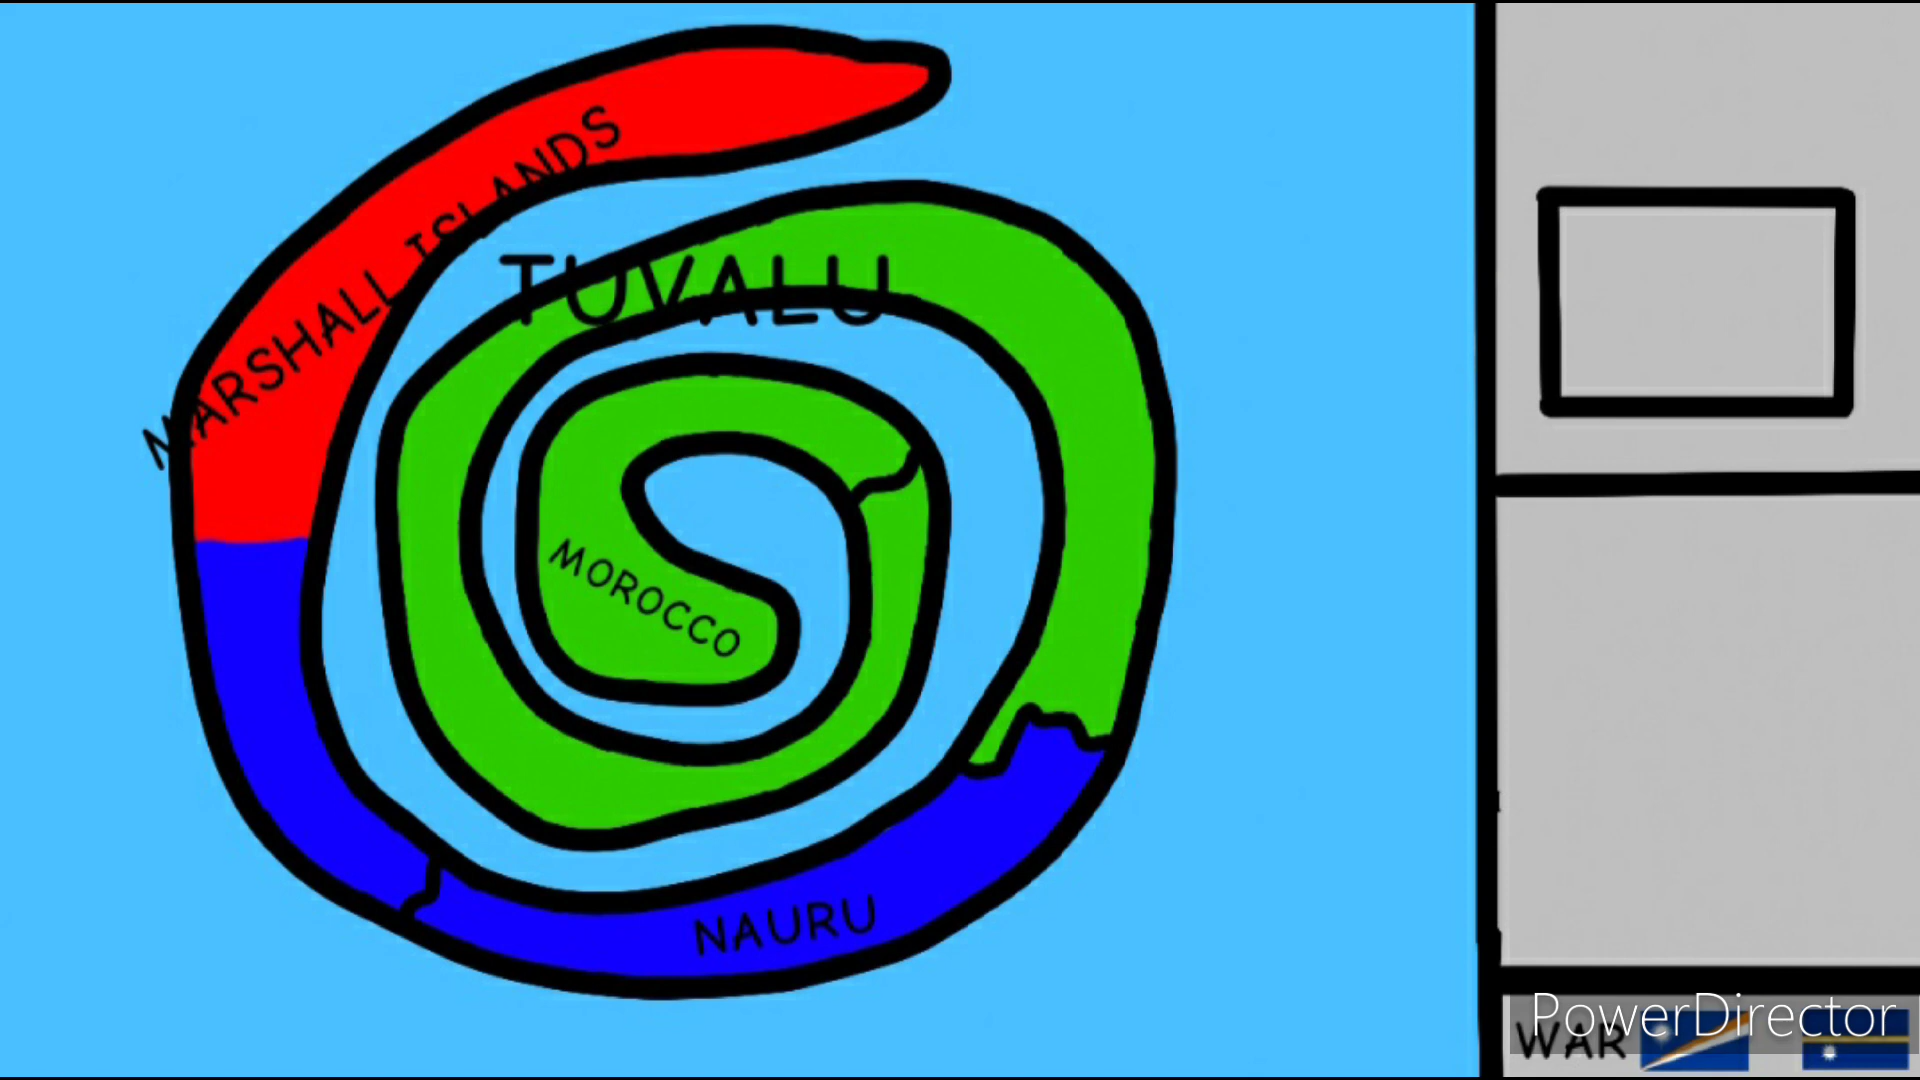 MARSHALL ISLANDS
TUVALU
MOROCCO
NAURU
PowerDirector
WAR